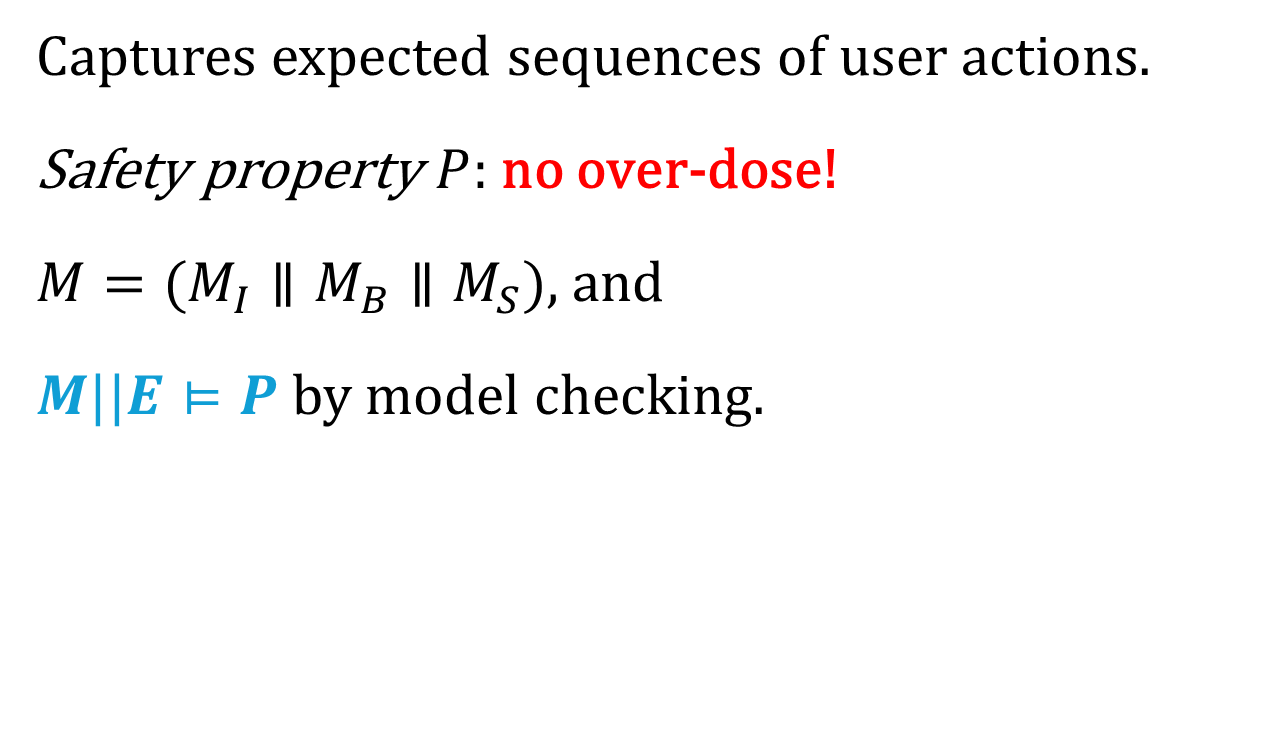 Captures expected sequences of user actions.
Safety property P: no over-dose!
M = (M_I ∥ M_B ∥ M_S), and
M||E ⊨ P by model checking.